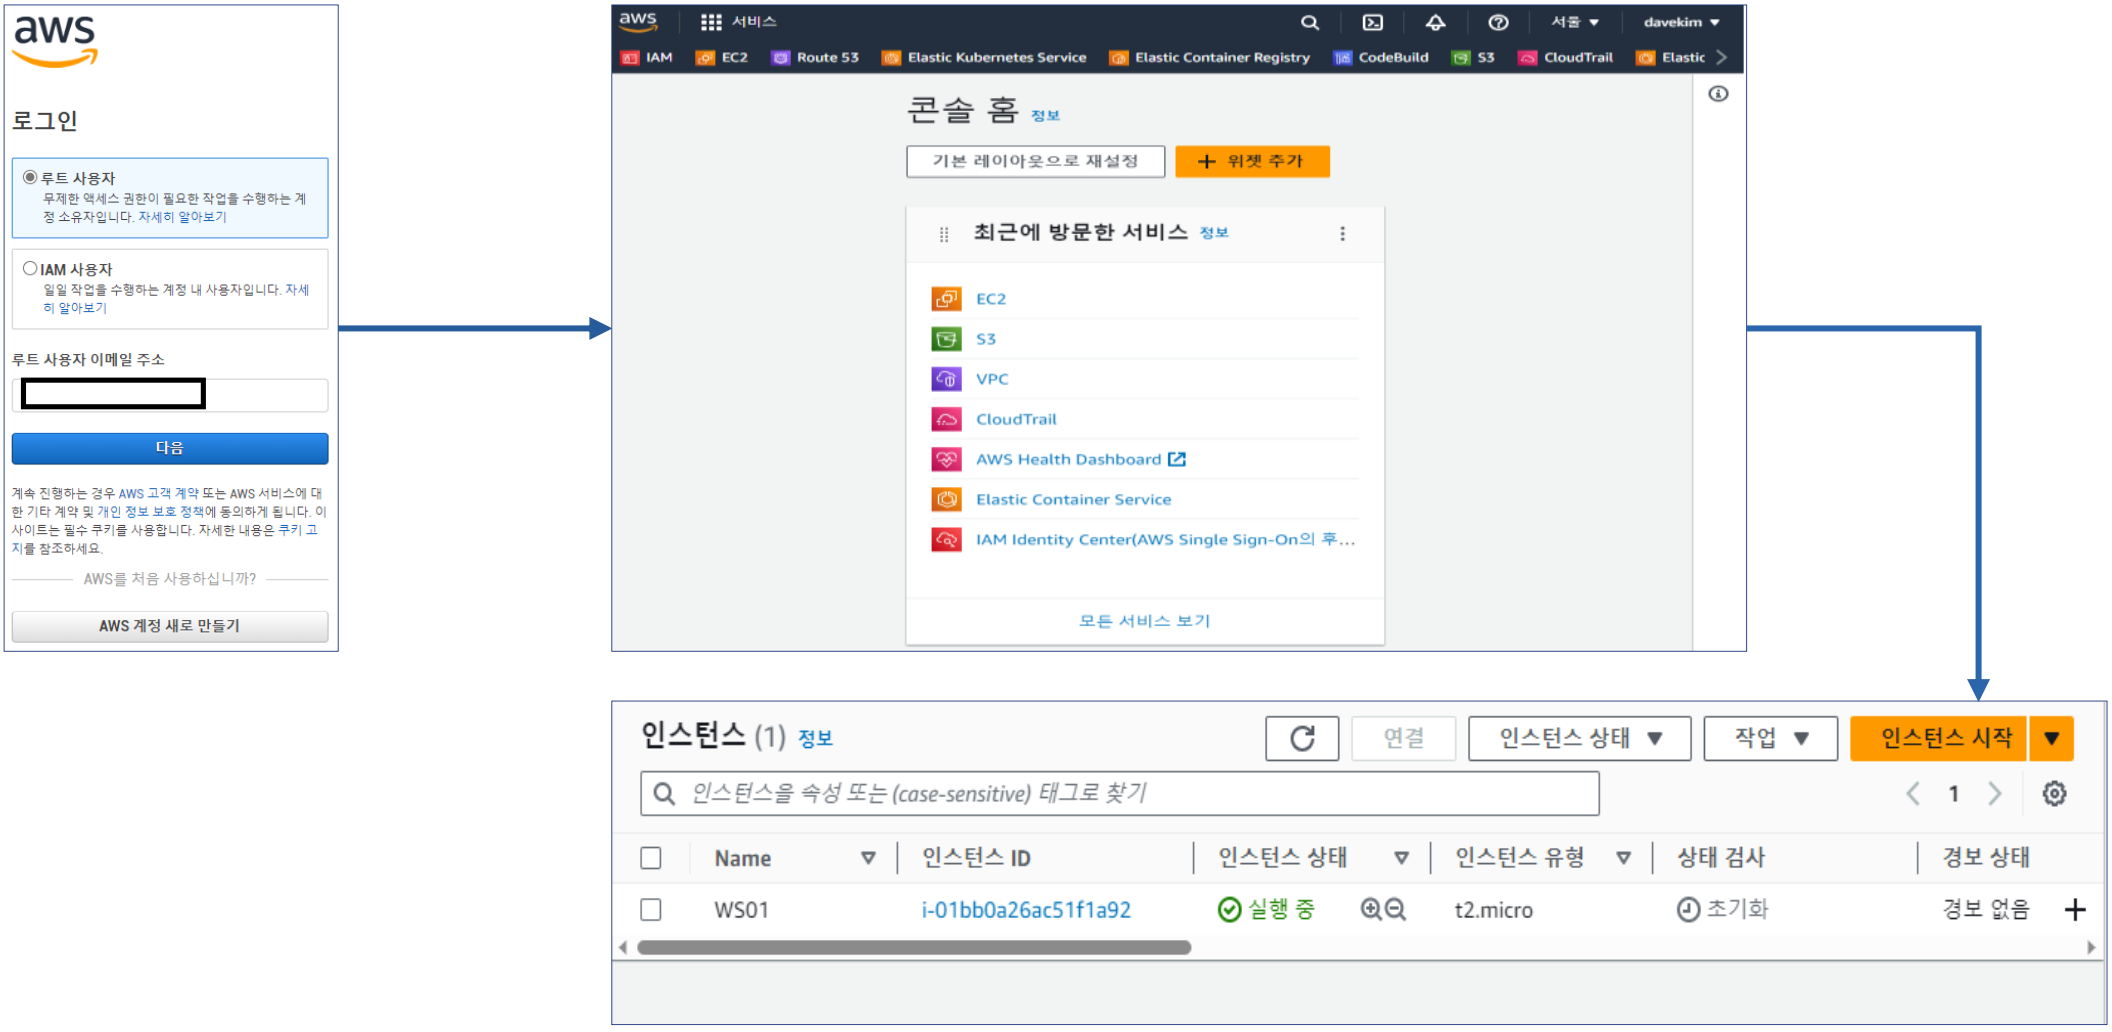 aws
로그인
루트 사용자
무제한 액세스 권한이 필요한 작업을 수행하는 계
정 소유자입니다. 자세히 알아보기
IAM 사용자
일일 작업을 수행하는 계정 내 사용자입니다. 자세
히 알아보기
루트 사용자 이메일 주소
다음
계속 진행하는 경우 AWS 고객 계약 또는 AWS 서비스에 대
한 기타 계약 및 개인 정보 보호 정책에 동의하게 됩니다. 이
사이트는 필수 쿠키를 사용합니다. 자세한 내용은 쿠키 고
지를 참조하세요.
AWS를 처음 사용하십니까?
AWS 계정 새로 만들기
aws 서비스 서울 davekim
IAM EC2 Route 53 Elastic Kubernetes Service Elastic Container Registry CodeBuild S3 CloudTrail Elastic
콘솔 홈 정보
기본 레이아웃으로 재설정 + 위젯 추가
최근에 방문한 서비스 정보
EC2
S3
VPC
CloudTrail
AWS Health Dashboard
Elastic Container Service
IAM Identity Center(AWS Single Sign-On의 후...
모든 서비스 보기
인스턴스 (1) 정보 연결 인스턴스 상태 작업 인스턴스 시작
인스턴스을 속성 또는 (case-sensitive) 태그로 찾기 1
Name 인스턴스 ID 인스턴스 상태 인스턴스 유형 상태 검사 경보 상태
WS01 i-01bb0a26ac51f1a92 실행 중 t2.micro 초기화 경보 없음 +